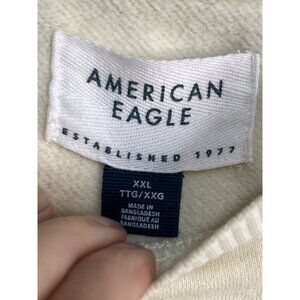 AMERICAN
EAGLE
ESTABLISHED 1977
XXL
TTG/XXG
MADE IN
BANGLADESH
FABRIQUÉ AU
BANGLADESH